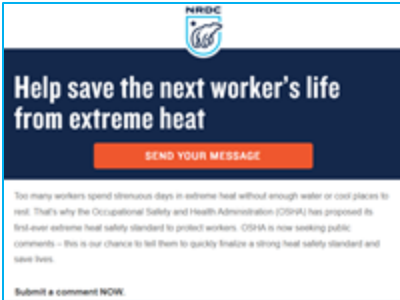 NRDC
Help save the next worker's life
from extreme heat
SEND YOUR MESSAGE
Too many workers spend strenuous days in extreme heat without enough water or cool places to
rest. That's why the Occupational Safety and Health Administration (OSHA) has proposed its
first-ever extreme heat safety standard to protect workers. OSHA is now seeking public
comments – this is our chance to tell them to quickly finalize a strong heat safety standard and
save lives.
Submit a comment NOW.